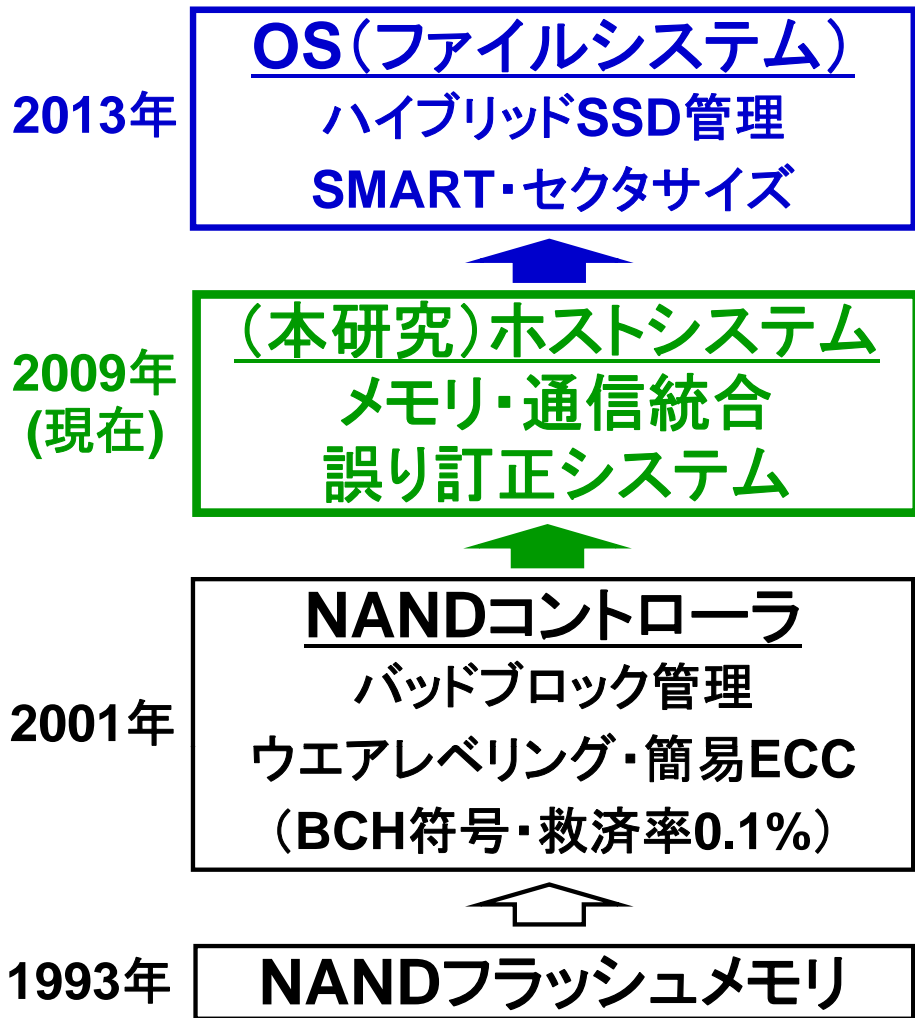 OS(ファイルシステム)
2013年
ハイブリッドSSD管理
SMART・セクタサイズ
(本研究)ホストシステム
2009年
(現在)
メモリ・通信統合
誤り訂正システム
NANDコントローラ
バッドブロック管理
2001年
ウエアレベリング・簡易ECC
(BCH符号・救済率0.1%)
1993年
NANDフラッシュメモリ